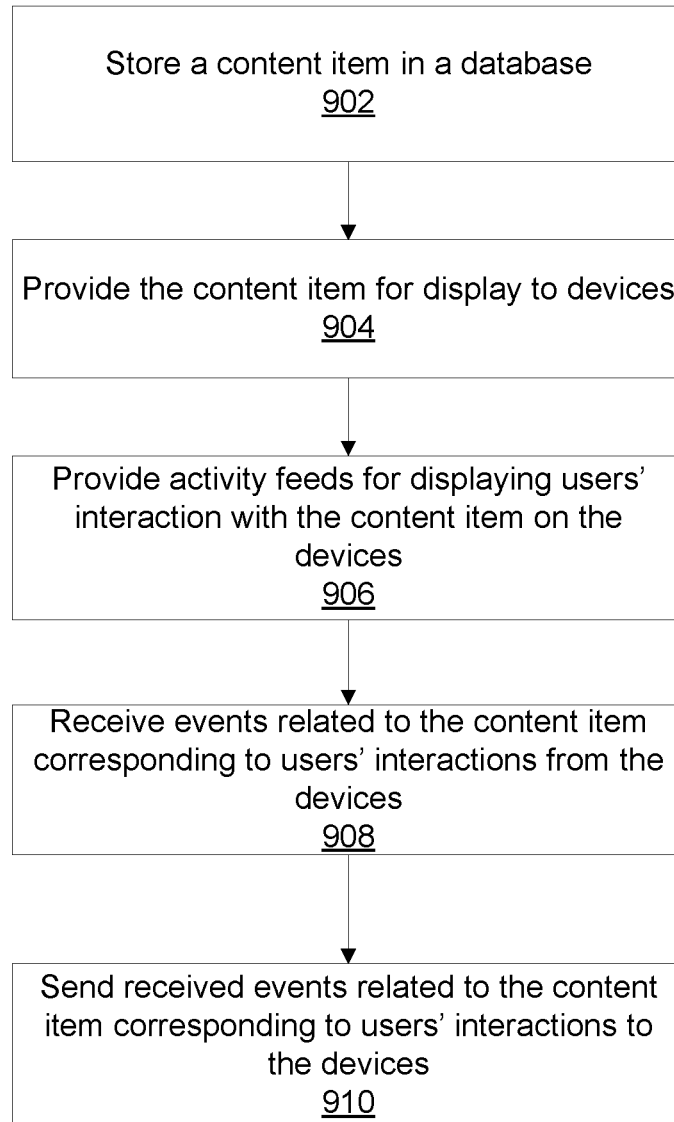 Store a content item in a database
902
Provide the content item for display to devices
904
Provide activity feeds for displaying users’
interaction with the content item on the
devices
906
Receive events related to the content item
corresponding to users’ interactions from the
devices
908
Send received events related to the content
item corresponding to users’ interactions to
the devices
910